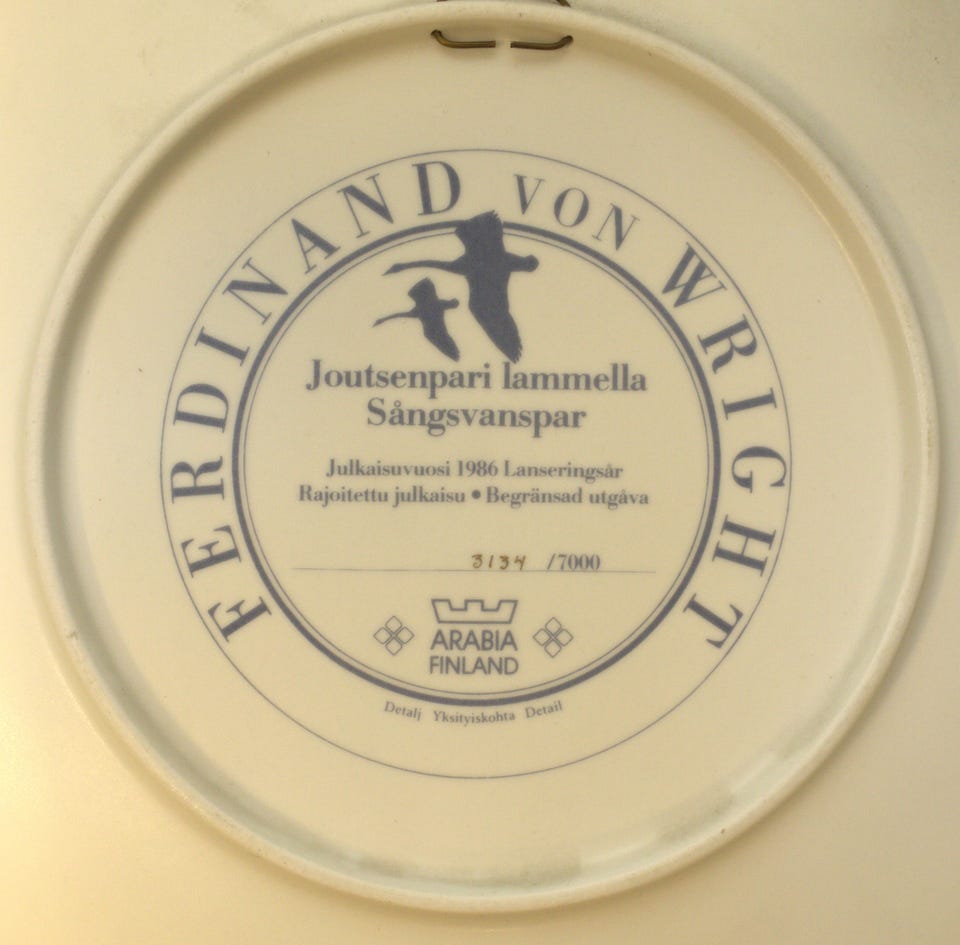 FERDINAND VON WRIGHT
Joutsenpari lammella
Sångsvanspar
Julkaisuvuosi 1986 Lanseringsår
Rajoitettu julkaisu • Begränsad utgåva
3134 /7000
ARABIA
FINLAND
Detalj Yksityiskohta Detail